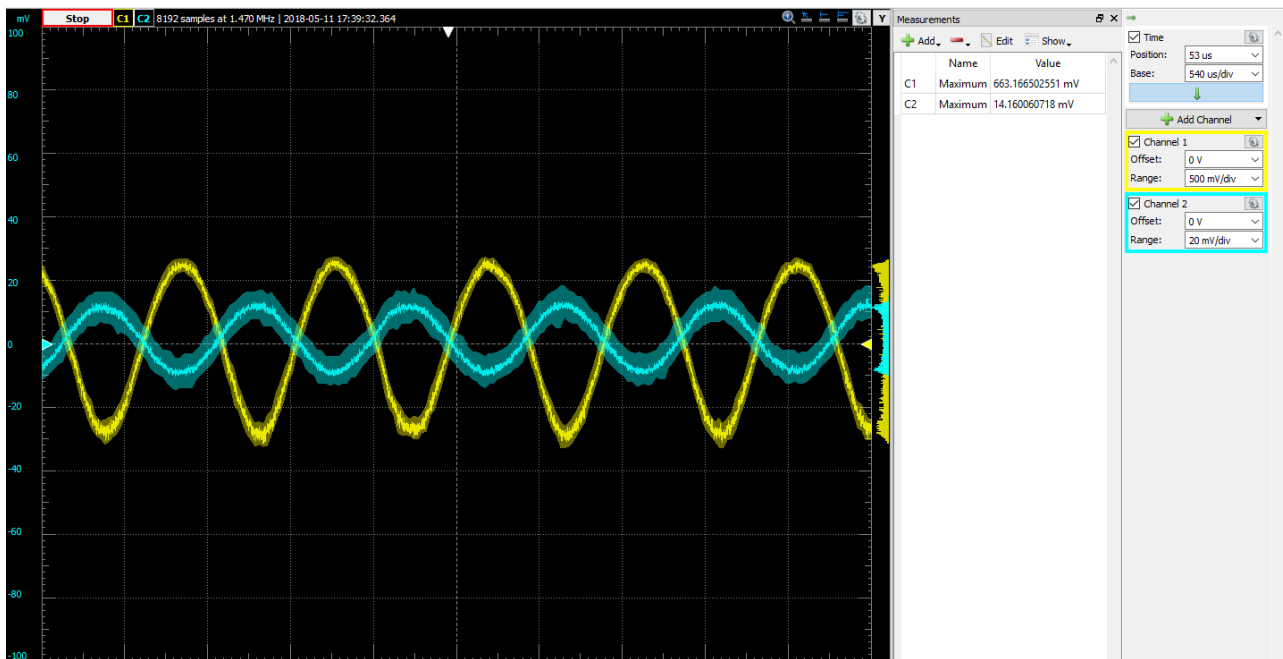 mV Stop C1 C2 8192 samples at 1.470 MHz | 2018-05-11 17:39:32.364 Y
100
80
60
40
20
0
-20
-40
-60
-80
-100
Measurements
Add Edit Show
Name Value
C1 Maximum 663.166502551 mV
C2 Maximum 14.160060718 mV
Time
Position: 53 us
Base: 540 us/div
Add Channel
Channel 1
Offset: 0 V
Range: 500 mV/div
Channel 2
Offset: 0 V
Range: 20 mV/div